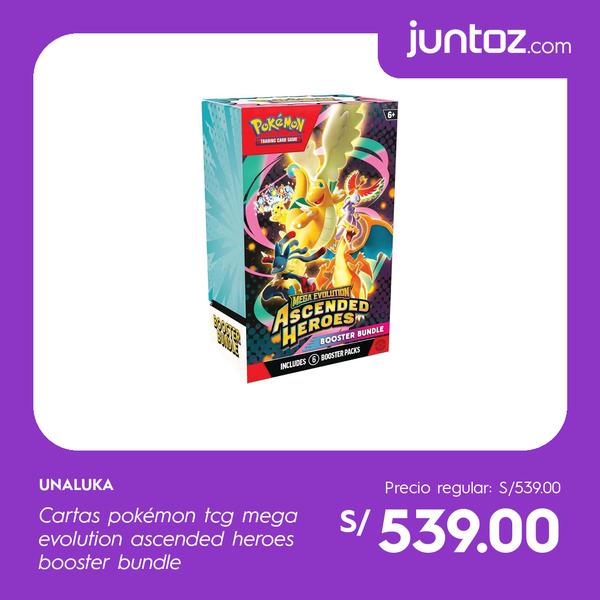 juntoz.com
6+
Pokémon
TRADING CARD GAME
MEGA EVOLUTION
ASCENDED
HEROES
BOOSTER BUNDLE
BOOSTER
BUNDLE
INCLUDES 6 BOOSTER PACKS
UNALUKA
Cartas pokémon tcg mega
evolution ascended heroes
booster bundle
Precio regular: S/539.00
S/ 539.00